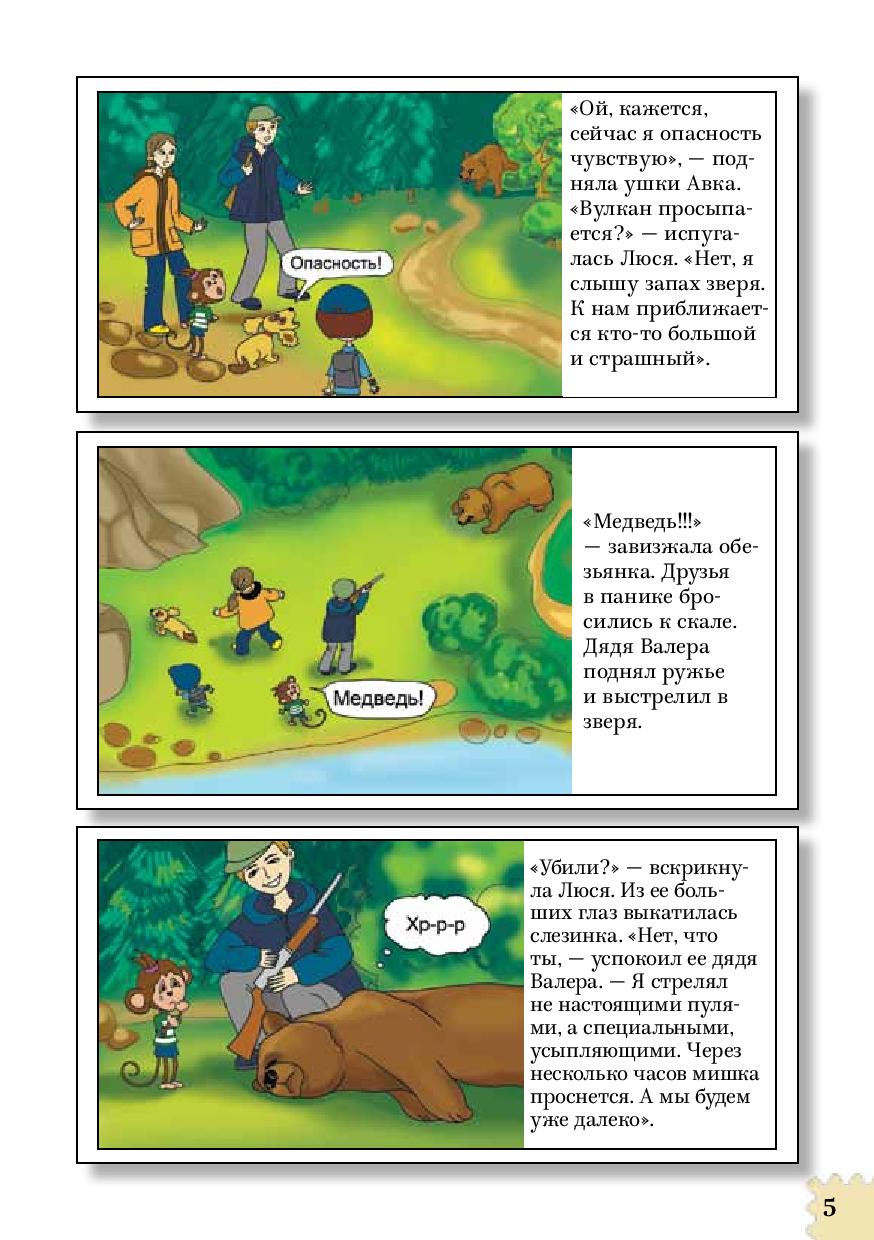 «Ой, кажется,
сейчас я опасность
чувствую», — под-
няла ушки Авка.
«Вулкан просыпа-
ется?» — испуга-
лась Люся. «Нет, я
слышу запах зверя.
К нам приближает-
ся кто-то большой
и страшный».
Опасность!
«Медведь!!!»
— завизжала обе-
зьянка. Друзья
в панике бро-
сились к скале.
Дядя Валера
поднял ружье
и выстрелил в
зверя.
Медведь!
«Убили?» — вскрикну-
ла Люся. Из ее боль-
ших глаз выкатилась
слезинка. «Нет, что
ты, — успокоил ее дядя
Валера. — Я стрелял
не настоящими пуля-
ми, а специальными,
усыпляющими. Через
несколько часов мишка
проснется. А мы будем
уже далеко».
Хр-р-р
5